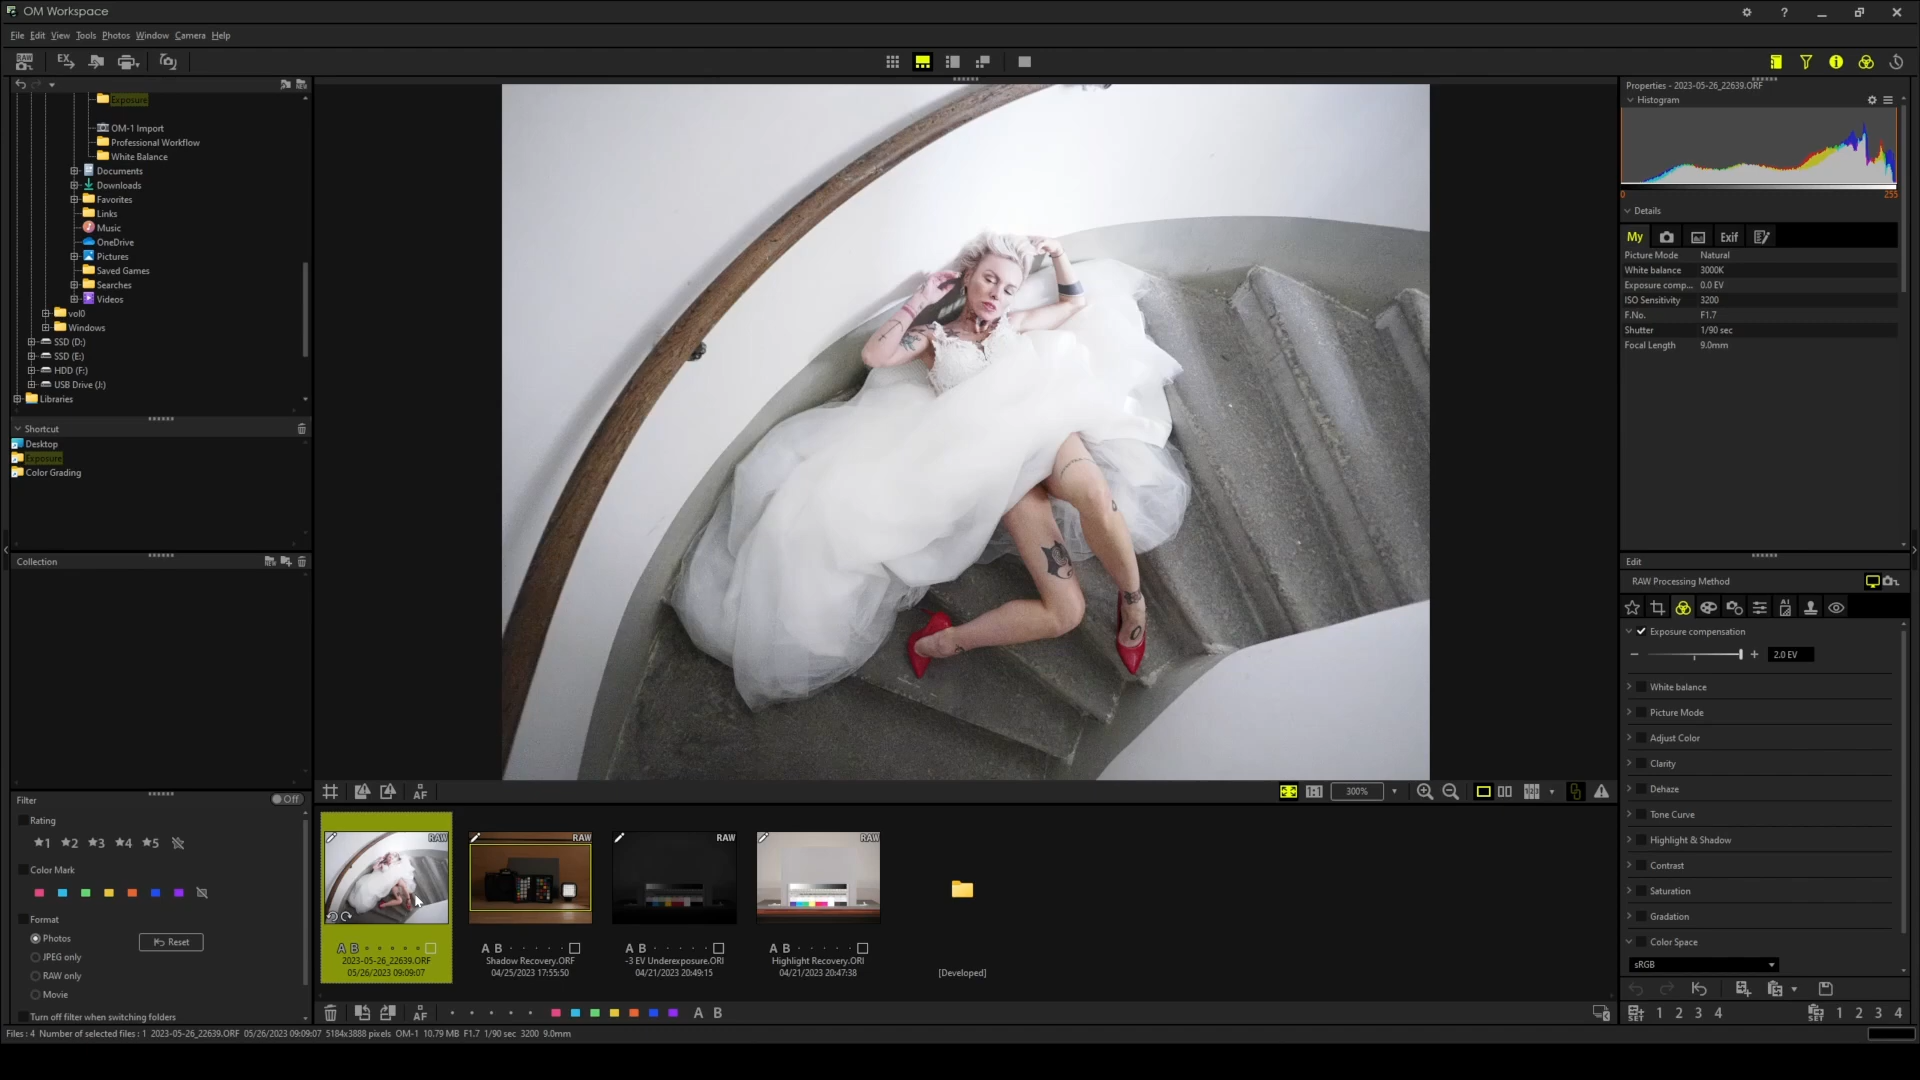 OM Workspace
File Edit View Tools Photos Window Camera Help
RAW
EX
Exposure
OM-1 Import
Professional Workflow
White Balance
Documents
Downloads
Favorites
Links
Music
OneDrive
Pictures
Saved Games
Searches
Videos
vol0
Windows
SSD (D:)
SSD (E:)
HDD (F:)
USB Drive (J:)
Libraries
Shortcut
Desktop
Exposure
Color Grading
Collection
Filter
Off
Rating
★1 ★2 ★3 ★4 ★5
Color Mark
Format
Photos
Reset
JPEG only
RAW only
Movie
Turn off filter when switching folders
AF
1:1
300%
RAW
RAW
RAW
RAW
A B
2023-05-26_22639.ORF
05/26/2023 09:09:07
A B
Shadow Recovery.ORF
04/25/2023 17:55:50
A B
-3 EV Underexposure.ORI
04/21/2023 20:49:15
A B
Highlight Recovery.ORI
04/21/2023 20:47:38
[Developed]
AF
A B
Properties - 2023-05-26_22639.ORF
Histogram
0
255
Details
My
Exif
Picture Mode Natural
White balance 3000K
Exposure comp... 0.0 EV
ISO Sensitivity 3200
F.No. F1.7
Shutter 1/90 sec
Focal Length 9.0mm
Edit
RAW Processing Method
AI
Exposure compensation
2.0 EV
White balance
Picture Mode
Adjust Color
Clarity
Dehaze
Tone Curve
Highlight & Shadow
Contrast
Saturation
Gradation
Color Space
sRGB
SET 1 2 3 4
SET 1 2 3 4
Files : 4 Number of selected files : 1 2023-05-26_22639.ORF 05/26/2023 09:09:07 5184x3888 pixels OM-1 10.79 MB F1.7 1/90 sec 3200 9.0mm